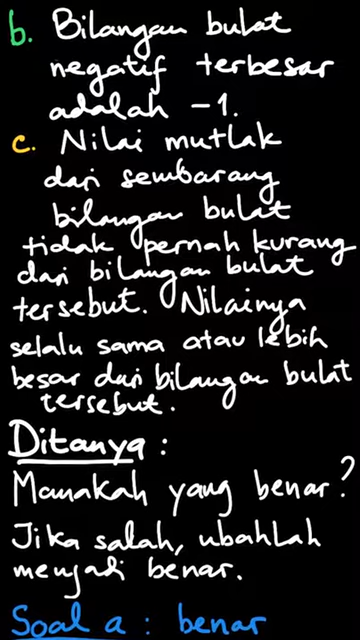 b. Bilangan bulat
negatif terbesar
adalah -1.
c. Nilai mutlak
dari sembarang
bilangan bulat
tidak pernah kurang
dari bilangan bulat
tersebut. Nilainya
selalu sama atau lebih
besar dari bilangan bulat
tersebut.
Ditanya :
Manakah yang benar?
Jika salah, ubahlah
menjadi benar.
Soal a : benar